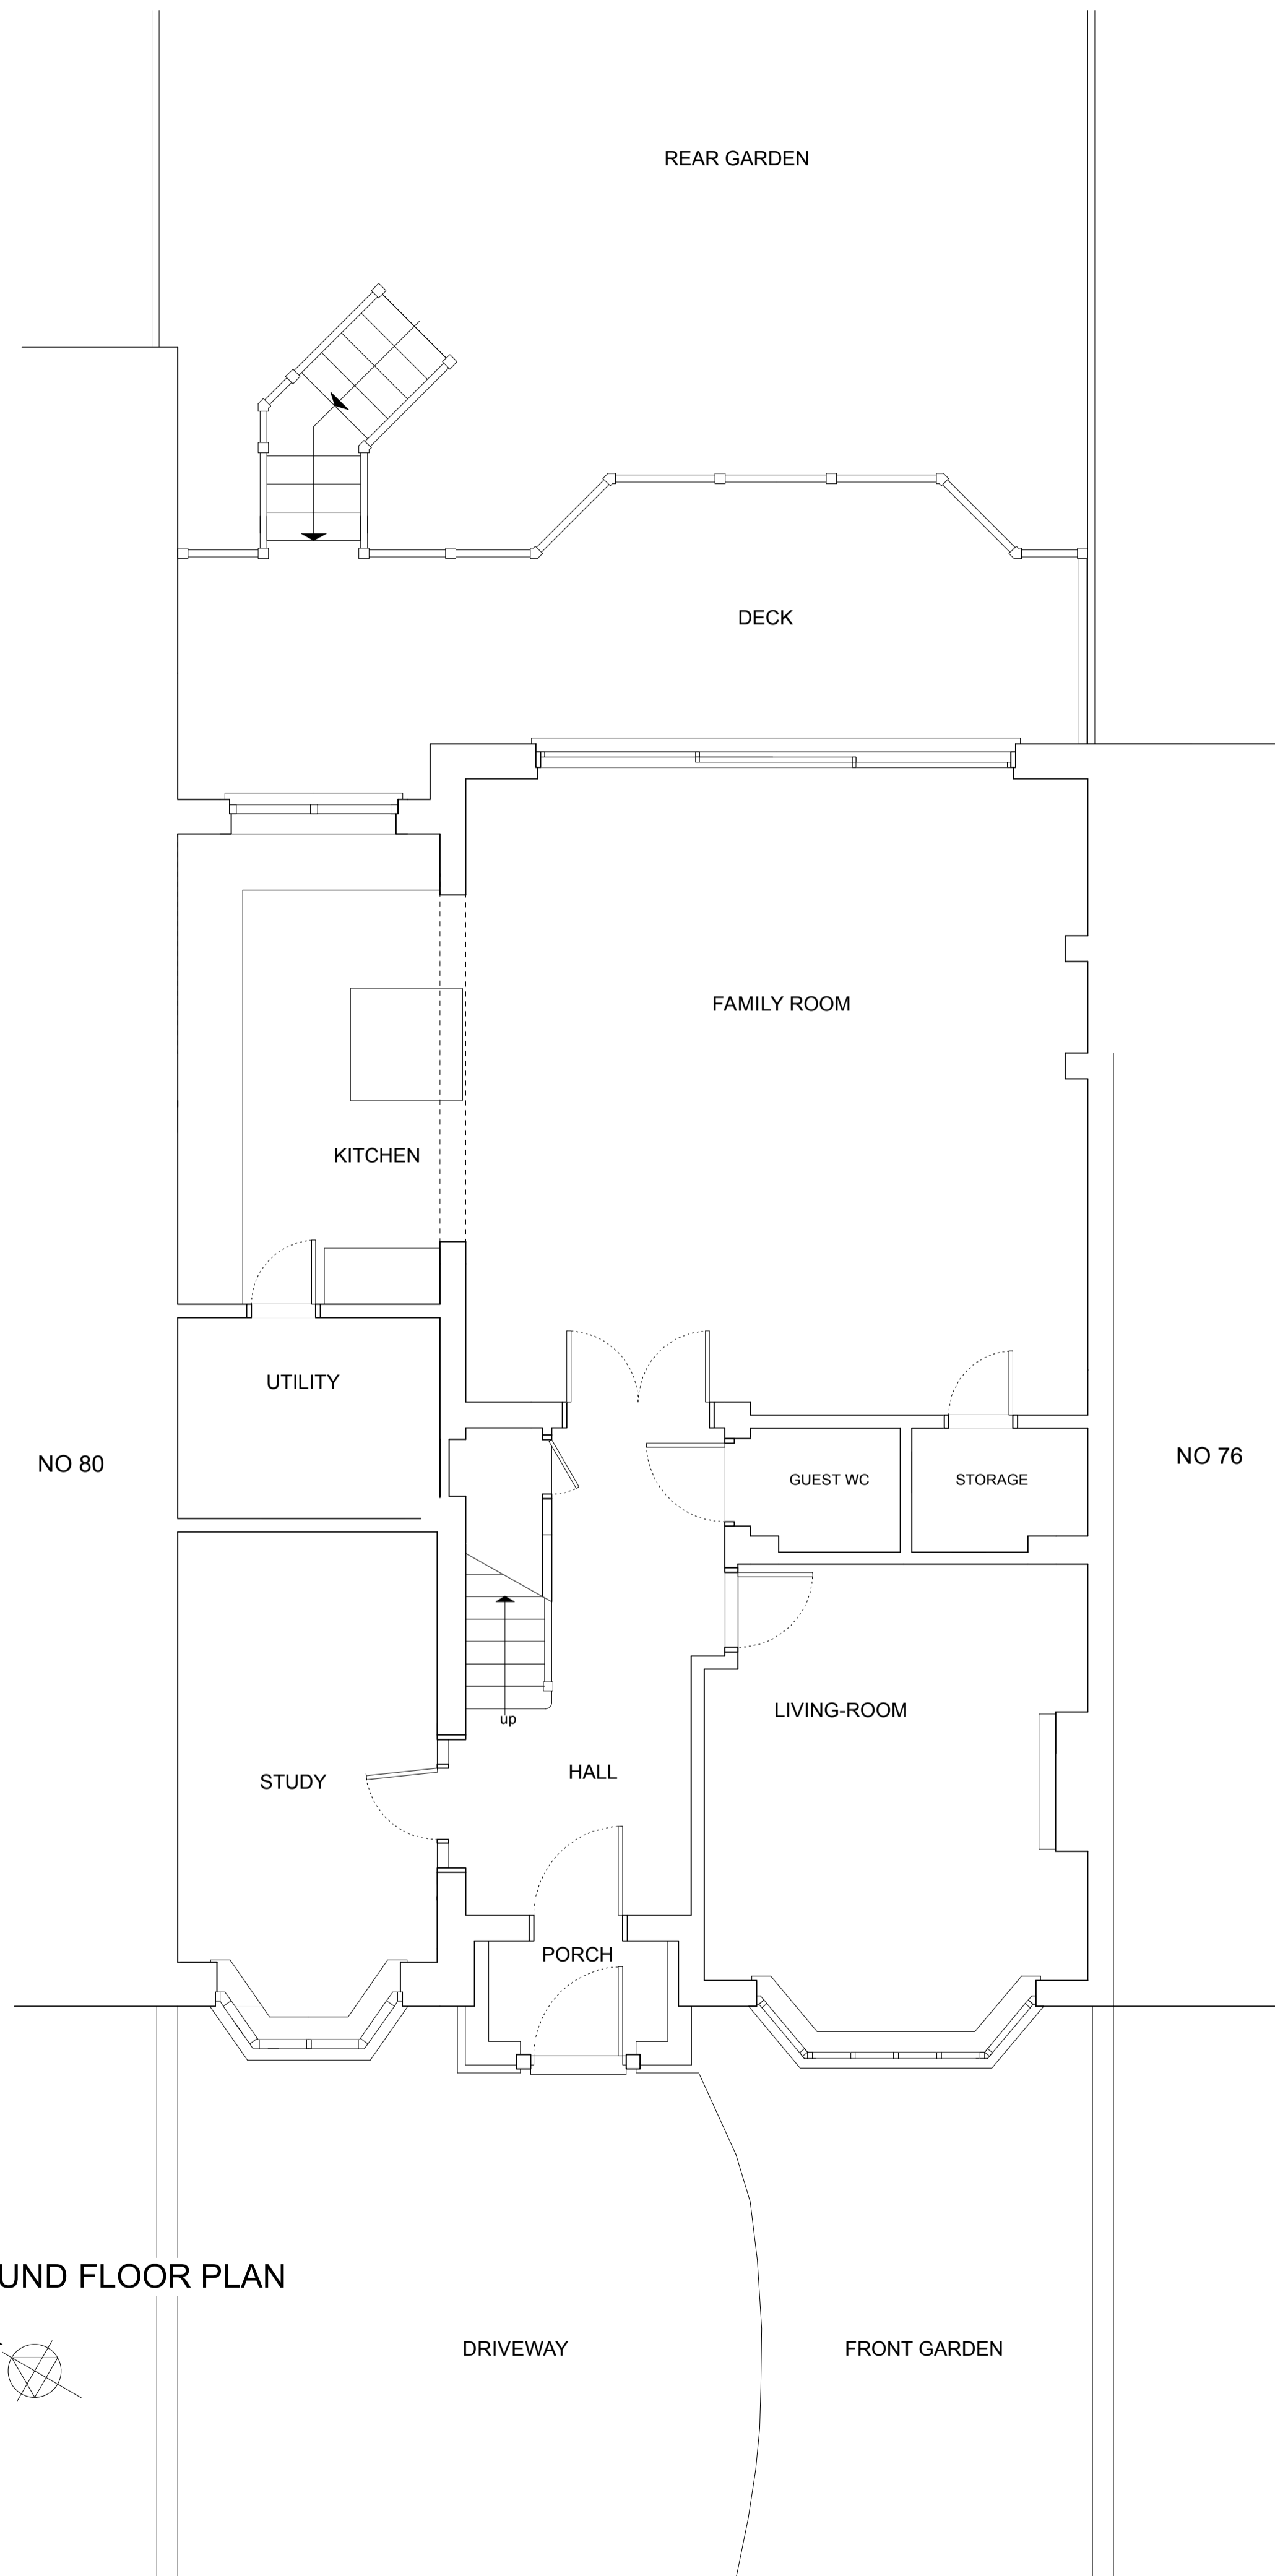 REAR GARDEN
DECK
FAMILY ROOM
KITCHEN
UTILITY
NO 80
GUEST WC
STORAGE
NO 76
up
LIVING-ROOM
HALL
STUDY
PORCH
UND FLOOR PLAN
DRIVEWAY
FRONT GARDEN